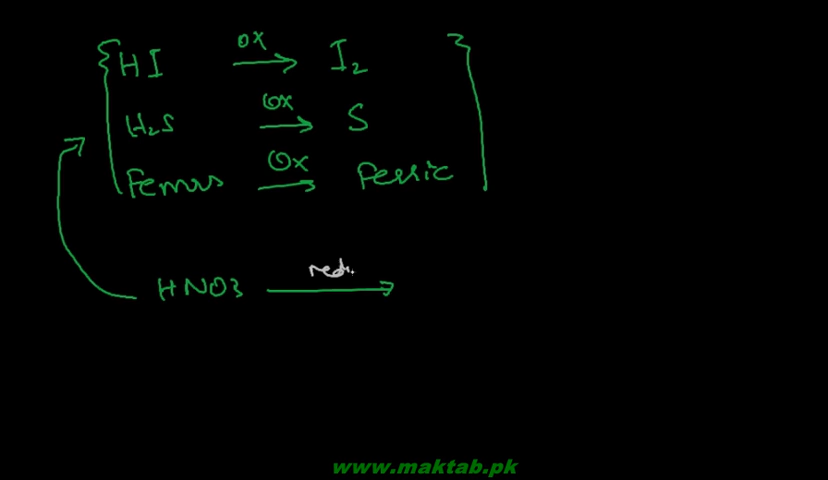 HI ox → I₂
H₂S ox → S
Ferrous Ox → Ferric
HNO3 red. →
www.maktab.pk